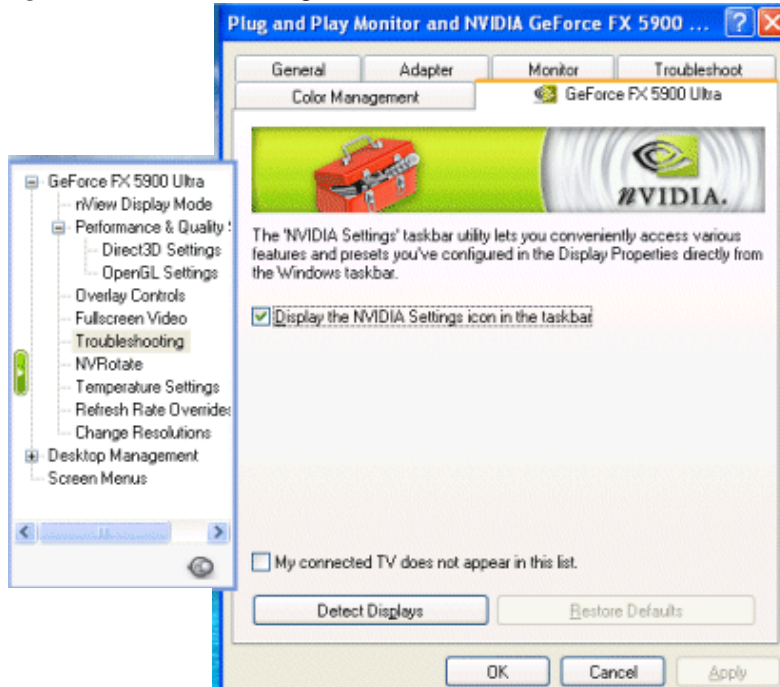 Plug and Play Monitor and NVIDIA GeForce FX 5900 ...
General Adapter Monitor Troubleshoot
Color Management GeForce FX 5900 Ultra
nVIDIA.
The 'NVIDIA Settings' taskbar utility lets you conveniently access various
features and presets you've configured in the Display Properties directly from
the Windows taskbar.
Display the NVIDIA Settings icon in the taskbar
My connected TV does not appear in this list.
Detect Displays Restore Defaults
OK Cancel Apply
GeForce FX 5900 Ultra
nView Display Mode
Performance & Quality
Direct3D Settings
OpenGL Settings
Overlay Controls
Fullscreen Video
Troubleshooting
NVRotate
Temperature Settings
Refresh Rate Overrides
Change Resolutions
Desktop Management
Screen Menus